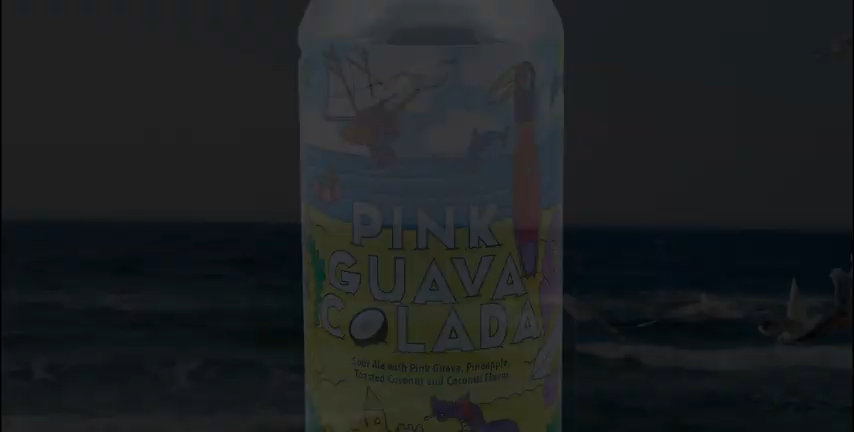 PINK
GUAVA
COLADA
Sour Ale with Pink Guava, Pineapple,
Toasted Coconut and Coconut Flavor